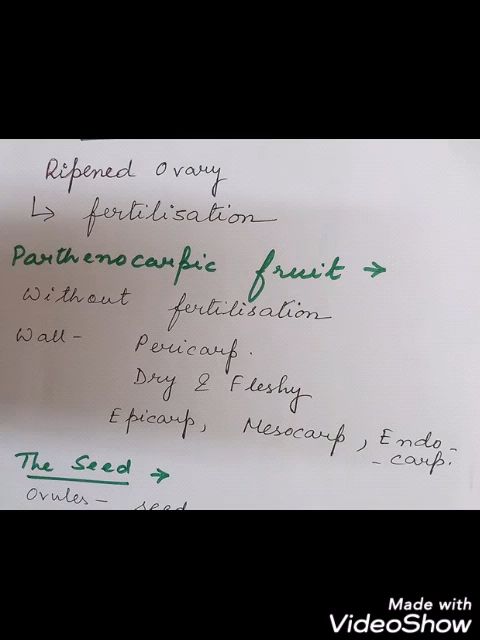 Ripened Ovary
↳ fertilisation
Parthenocarpic fruit →
Without fertilisation
Wall - Pericarp.
Dry & Fleshy
Epicarp, Mesocarp, Endo-
-carp.
The Seed →
Ovules - seed
Made with
VideoShow